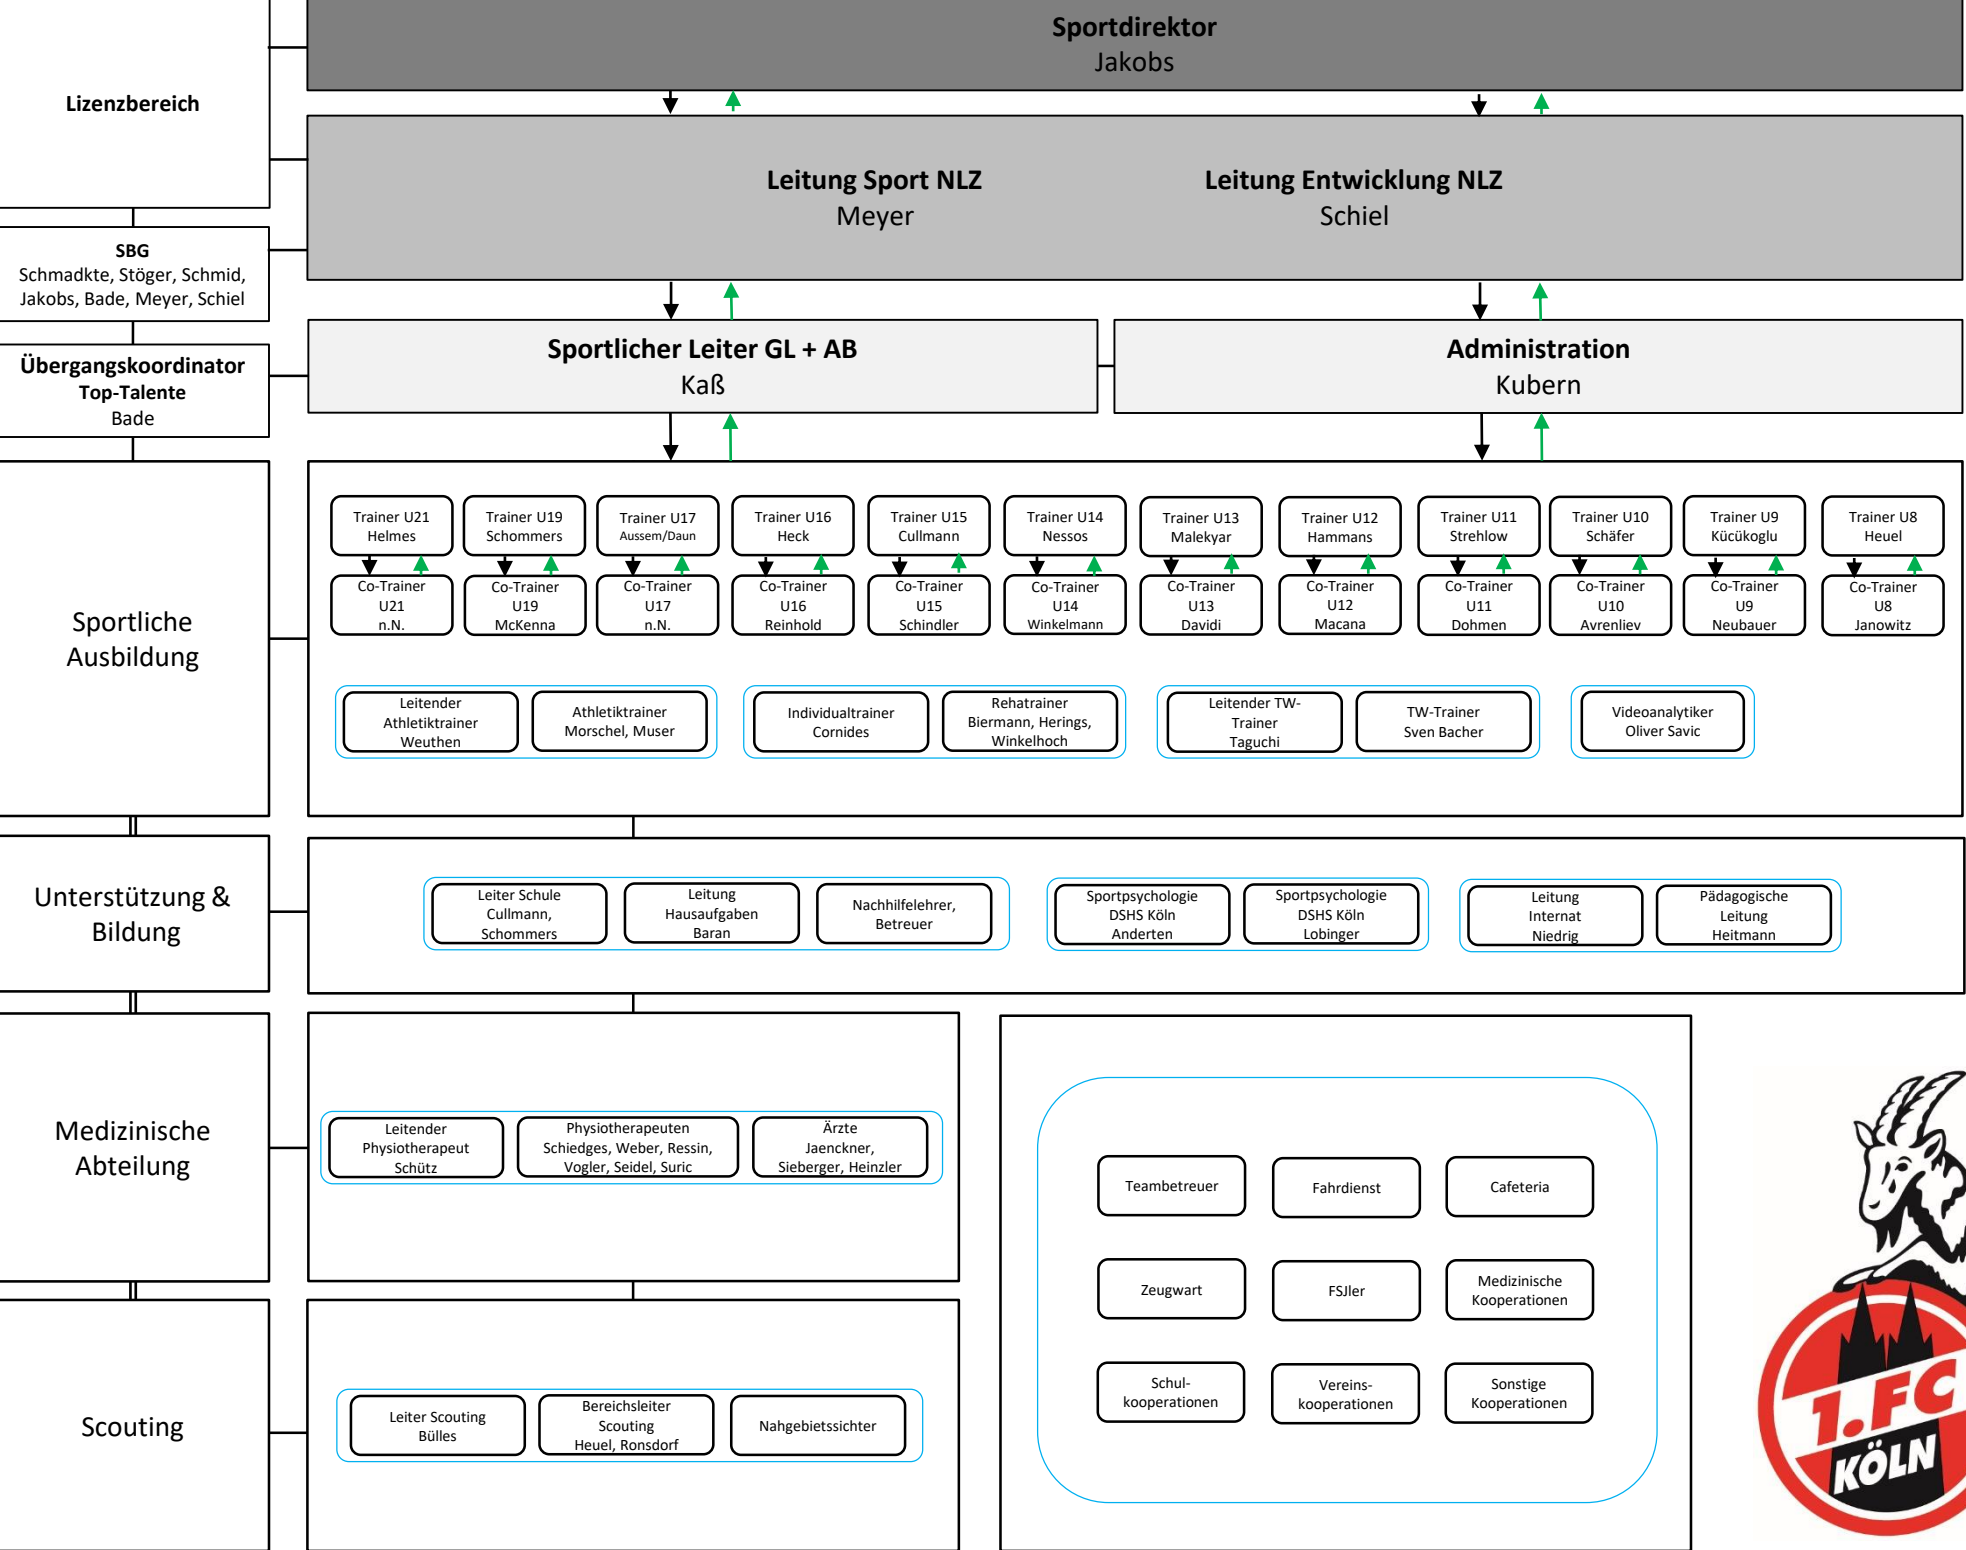 Sportdirektor
Jakobs
Lizenzbereich
Leitung Sport NLZ
Meyer
Leitung Entwicklung NLZ
Schiel
SBG
Schmadkte, Stöger, Schmid,
Jakobs, Bade, Meyer, Schiel
Übergangskoordinator
Top-Talente
Bade
Sportlicher Leiter GL + AB
Kaß
Administration
Kubern
Sportliche
Ausbildung
Trainer U21
Helmes
Trainer U19
Schommers
Trainer U17
Aussem/Daun
Trainer U16
Heck
Trainer U15
Cullmann
Trainer U14
Nessos
Trainer U13
Malekyar
Trainer U12
Hammans
Trainer U11
Strehlow
Trainer U10
Schäfer
Trainer U9
Kücükoglu
Trainer U8
Heuel
Co-Trainer
U21
n.N.
Co-Trainer
U19
McKenna
Co-Trainer
U17
n.N.
Co-Trainer
U16
Reinhold
Co-Trainer
U15
Schindler
Co-Trainer
U14
Winkelmann
Co-Trainer
U13
Davidi
Co-Trainer
U12
Macana
Co-Trainer
U11
Dohmen
Co-Trainer
U10
Avrenliev
Co-Trainer
U9
Neubauer
Co-Trainer
U8
Janowitz
Leitender
Athletiktrainer
Weuthen
Athletiktrainer
Morschel, Muser
Individualtrainer
Cornides
Rehatrainer
Biermann, Herings,
Winkelhoch
Leitender TW-
Trainer
Taguchi
TW-Trainer
Sven Bacher
Videoanalytiker
Oliver Savic
Unterstützung &
Bildung
Leiter Schule
Cullmann,
Schommers
Leitung
Hausaufgaben
Baran
Nachhilfelehrer,
Betreuer
Sportpsychologie
DSHS Köln
Anderten
Sportpsychologie
DSHS Köln
Lobinger
Leitung
Internat
Niedrig
Pädagogische
Leitung
Heitmann
Medizinische
Abteilung
Leitender
Physiotherapeut
Schütz
Physiotherapeuten
Schiedges, Weber, Ressin,
Vogler, Seidel, Suric
Ärzte
Jaenckner,
Sieberger, Heinzler
Teambetreuer
Fahrdienst
Cafeteria
Zeugwart
FSJler
Medizinische
Kooperationen
Schul-
kooperationen
Vereins-
kooperationen
Sonstige
Kooperationen
Scouting
Leiter Scouting
Bülles
Bereichsleiter
Scouting
Heuel, Ronsdorf
Nahgebietssichter
1.FC
KÖLN